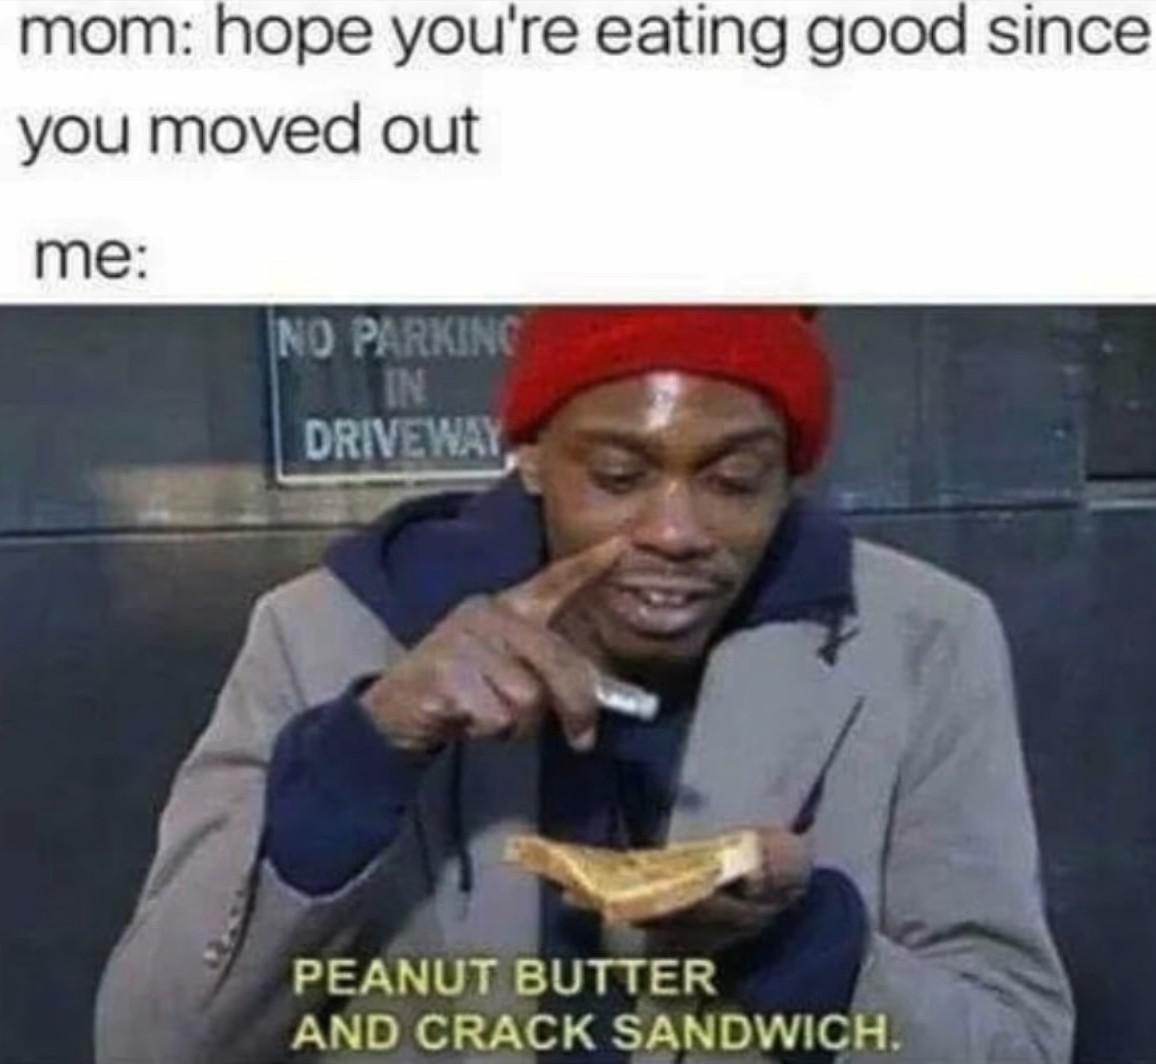 mom: hope you're eating good since
you moved out
me:
NO PARKING
IN
DRIVEWAY
PEANUT BUTTER
AND CRACK SANDWICH.